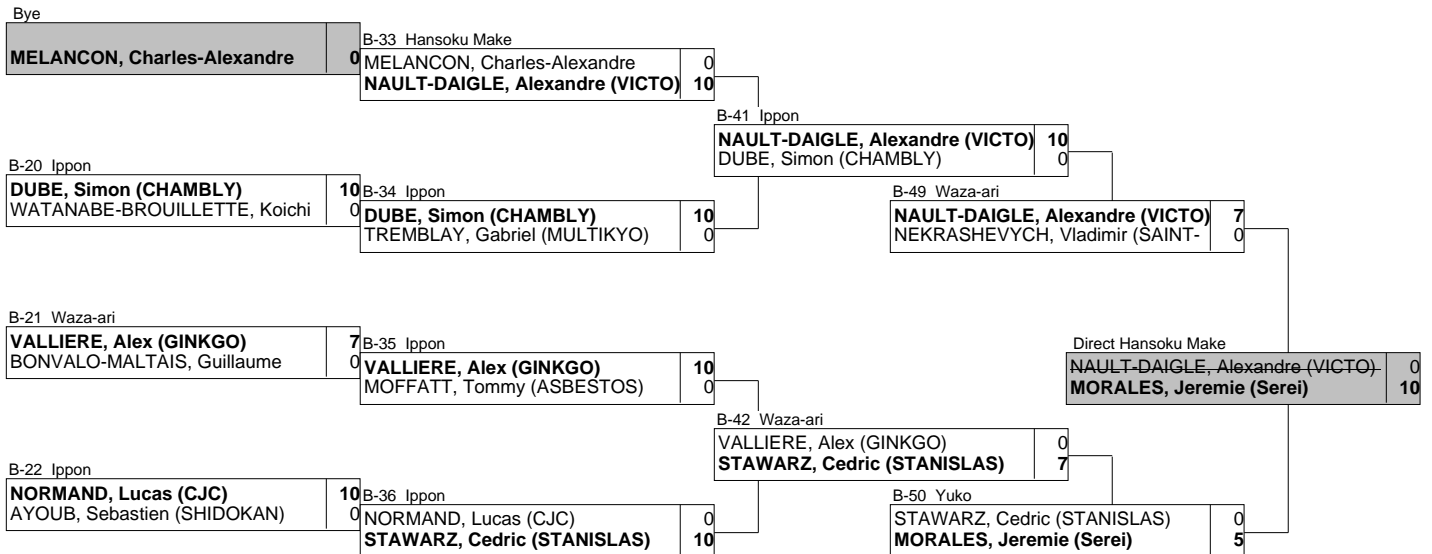 Bye
MELANCON, Charles-Alexandre 0
B-33 Hansoku Make
MELANCON, Charles-Alexandre 0
NAULT-DAIGLE, Alexandre (VICTO) 10
B-41 Ippon
NAULT-DAIGLE, Alexandre (VICTO) 10
DUBE, Simon (CHAMBLY) 0
B-20 Ippon
DUBE, Simon (CHAMBLY) 10
WATANABE-BROUILLETTE, Koichi 0
B-34 Ippon
DUBE, Simon (CHAMBLY) 10
TREMBLAY, Gabriel (MULTIKYO) 0
B-49 Waza-ari
NAULT-DAIGLE, Alexandre (VICTO) 7
NEKRASHEVYCH, Vladimir (SAINT- 0
B-21 Waza-ari
VALLIERE, Alex (GINKGO) 7
BONVALO-MALTAIS, Guillaume 0
B-35 Ippon
VALLIERE, Alex (GINKGO) 10
MOFFATT, Tommy (ASBESTOS) 0
Direct Hansoku Make
NAULT-DAIGLE, Alexandre (VICTO) 0
MORALES, Jeremie (Serei) 10
B-42 Waza-ari
VALLIERE, Alex (GINKGO) 0
STAWARZ, Cedric (STANISLAS) 7
B-22 Ippon
NORMAND, Lucas (CJC) 10
AYOUB, Sebastien (SHIDOKAN) 0
B-36 Ippon
NORMAND, Lucas (CJC) 0
STAWARZ, Cedric (STANISLAS) 10
B-50 Yuko
STAWARZ, Cedric (STANISLAS) 0
MORALES, Jeremie (Serei) 5